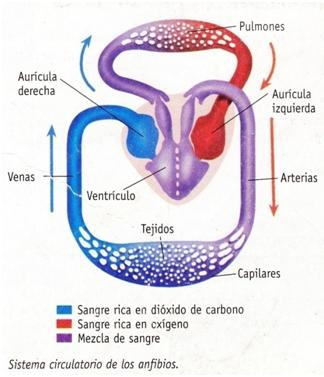 Pulmones
Aurícula
derecha
Aurícula
izquierda
Venas
Ventrículo
Arterias
Tejidos
Capilares
Sangre rica en dióxido de carbono
Sangre rica en oxígeno
Mezcla de sangre
Sistema circulatorio de los anfibios.